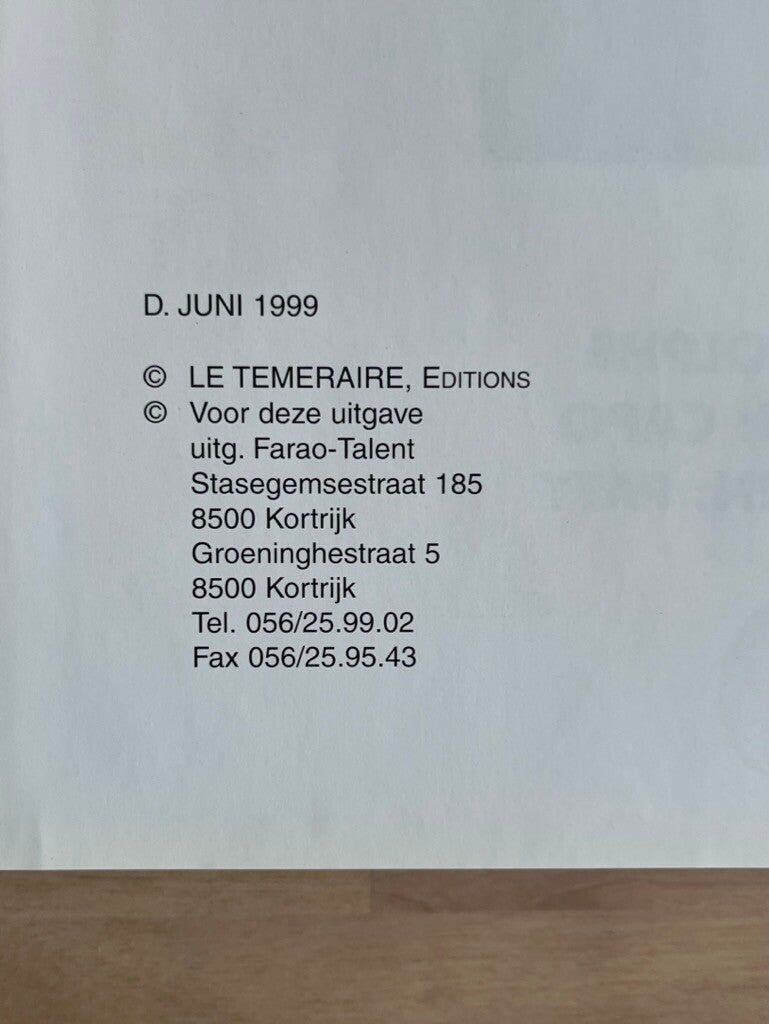 D. JUNI 1999
© LE TEMERAIRE, EDITIONS
© Voor deze uitgave
uitg. Farao-Talent
Stasegemsestraat 185
8500 Kortrijk
Groeninghestraat 5
8500 Kortrijk
Tel. 056/25.99.02
Fax 056/25.95.43